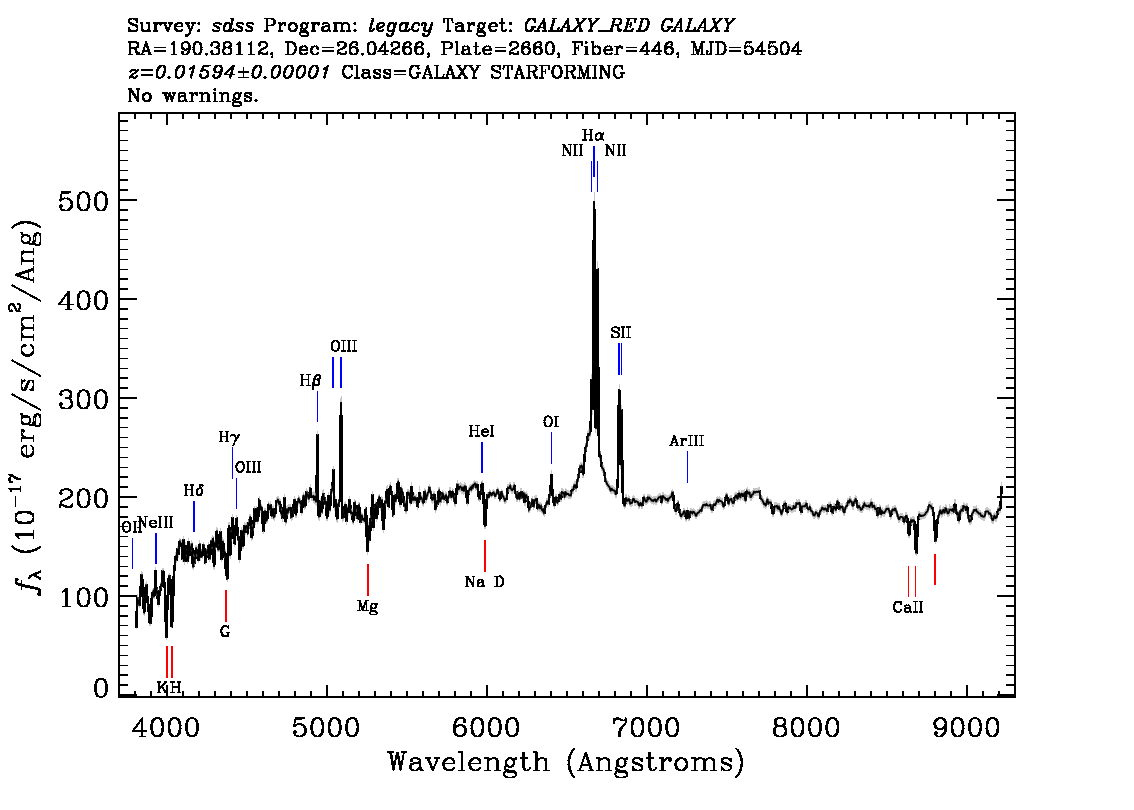 Survey: sdss Program: legacy Target: GALAXY_RED GALAXY
RA=190.38112, Dec=26.04266, Plate=2660, Fiber=446, MJD=54504
z=0.01594±0.00001 Class=GALAXY STARFORMING
No warnings.
Hα
NII NII
500
400
SII
OIII
Hβ
300
OI
HeI
Hγ
ArIII
OIII
Hδ
200
OII NeIII
Na D
100
Mg
CaII
G
K H
0
4000 5000 6000 7000 8000 9000
Wavelength (Angstroms)
fλ (10⁻¹⁷ erg/s/cm²/Ang)